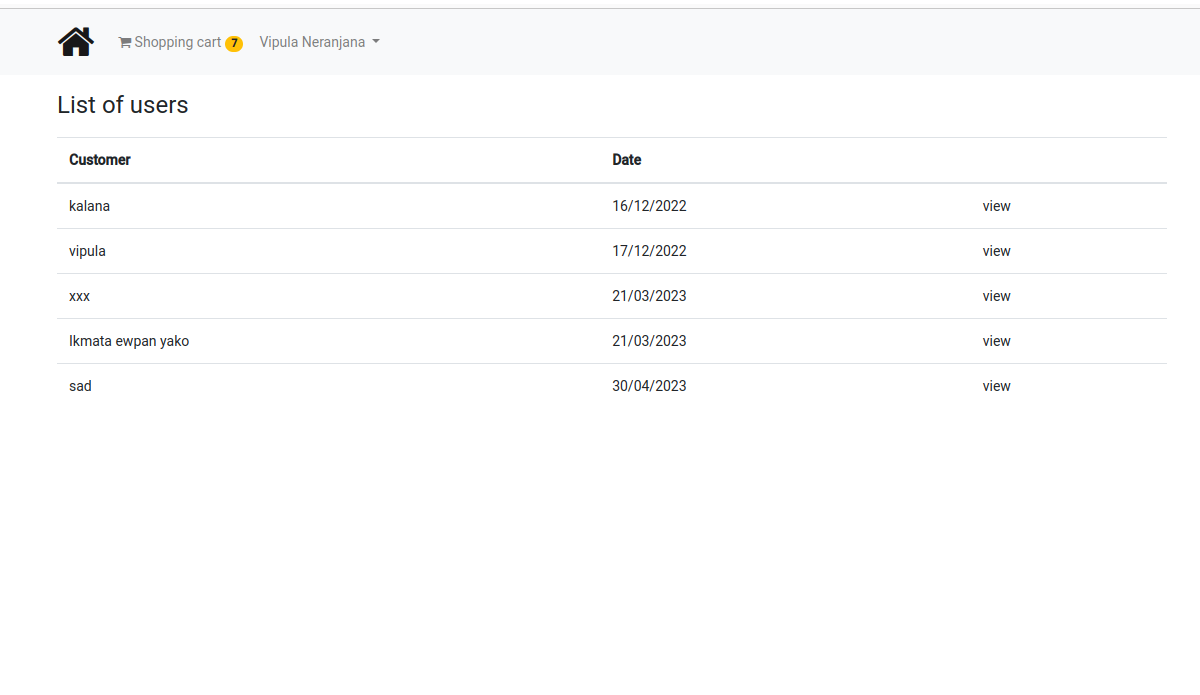 Shopping cart 7 Vipula Neranjana
List of users
Customer Date
kalana 16/12/2022 view
vipula 17/12/2022 view
xxx 21/03/2023 view
Ikmata ewpan yako 21/03/2023 view
sad 30/04/2023 view